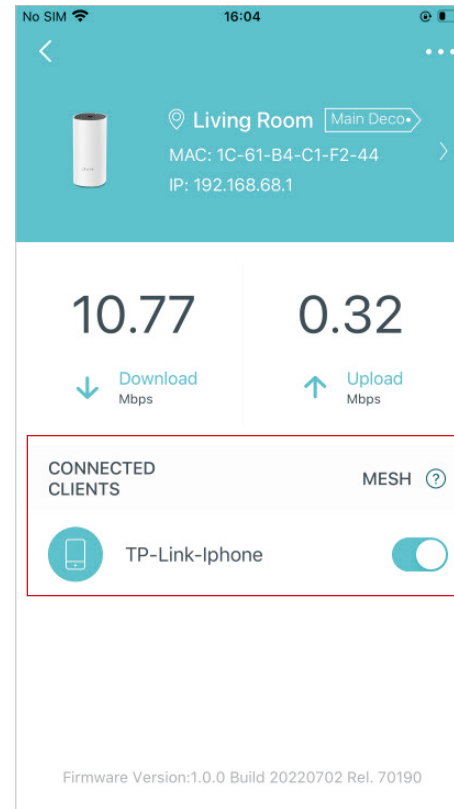 No SIM 16:04
Living Room Main Deco
MAC: 1C-61-B4-C1-F2-44
IP: 192.168.68.1
10.77 0.32
Download Upload
Mbps Mbps
CONNECTED
CLIENTS MESH ?
TP-Link-Iphone
Firmware Version:1.0.0 Build 20220702 Rel. 70190